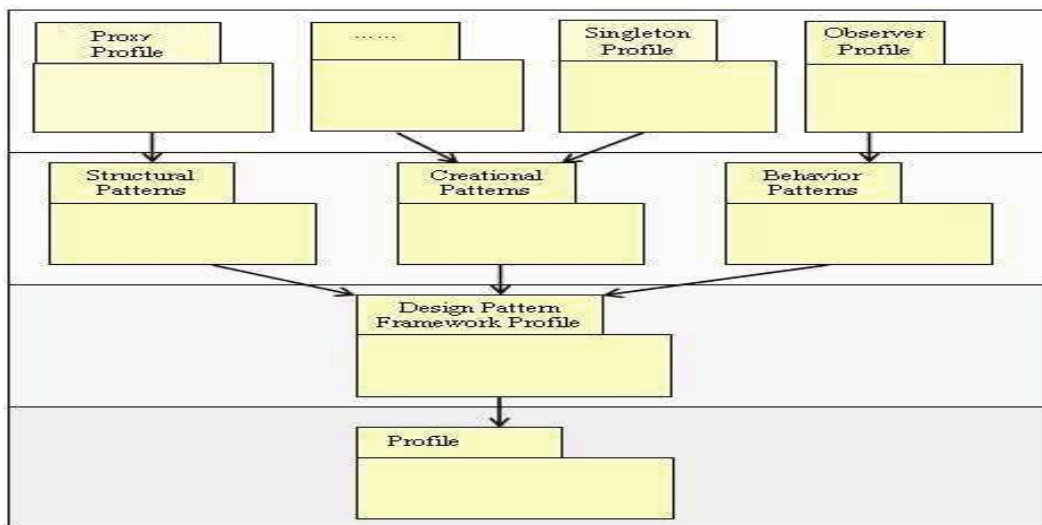 Proxy
Profile
......
Singleton
Profile
Observer
Profile
Structural
Patterns
Creational
Patterns
Behavior
Patterns
Design Pattern
Framework Profile
Profile